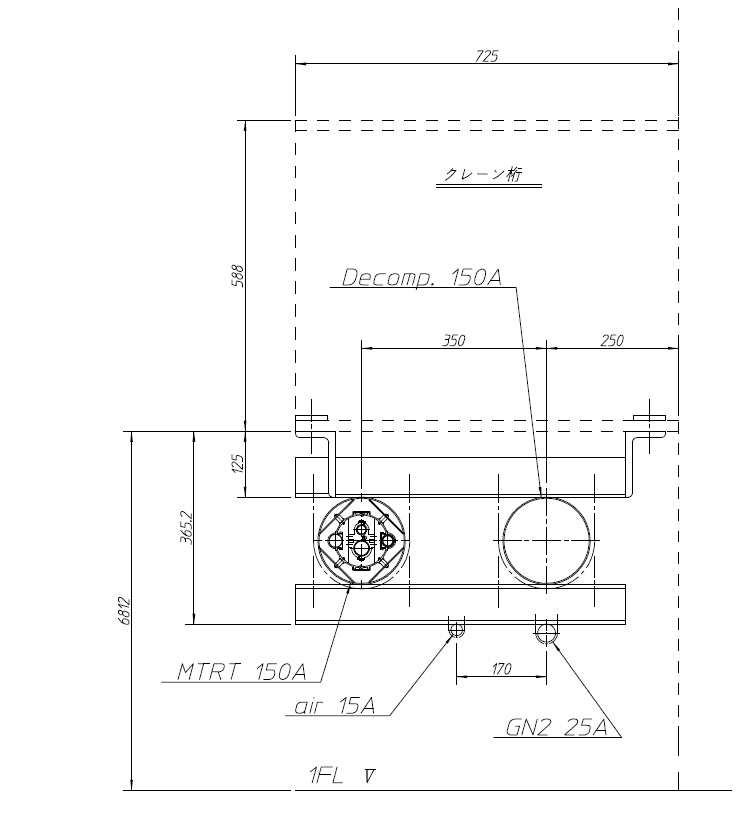 725
クレーン桁
588
Decomp. 150A
350
250
125
365.2
6812
MTRT 150A
170
air 15A
GN2 25A
1FL